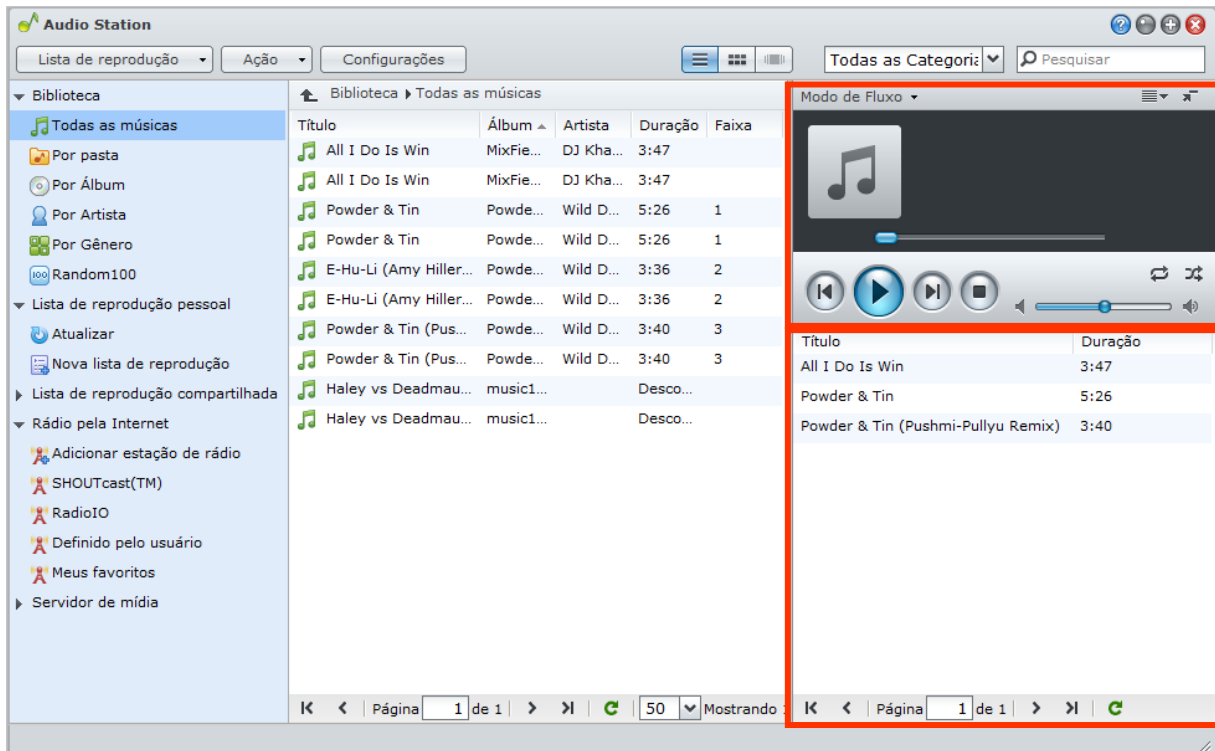 Audio Station
Lista de reprodução Ação Configurações Todas as Categoria Pesquisar
Biblioteca
Todas as músicas
Por pasta
Por Álbum
Por Artista
Por Gênero
100 Random100
Lista de reprodução pessoal
Atualizar
Nova lista de reprodução
Lista de reprodução compartilhada
Rádio pela Internet
Adicionar estação de rádio
SHOUTcast(TM)
RadioIO
Definido pelo usuário
Meus favoritos
Servidor de mídia
Biblioteca Todas as músicas
Título Álbum Artista Duração Faixa
All I Do Is Win MixFie... DJ Kha... 3:47
All I Do Is Win MixFie... DJ Kha... 3:47
Powder & Tin Powde... Wild D... 5:26 1
Powder & Tin Powde... Wild D... 5:26 1
E-Hu-Li (Amy Hiller... Powde... Wild D... 3:36 2
E-Hu-Li (Amy Hiller... Powde... Wild D... 3:36 2
Powder & Tin (Pus... Powde... Wild D... 3:40 3
Powder & Tin (Pus... Powde... Wild D... 3:40 3
Haley vs Deadmau... music1... Desco...
Haley vs Deadmau... music1... Desco...
Página 1 de 1 50 Mostrando
Modo de Fluxo
Título Duração
All I Do Is Win 3:47
Powder & Tin 5:26
Powder & Tin (Pushmi-Pullyu Remix) 3:40
Página 1 de 1